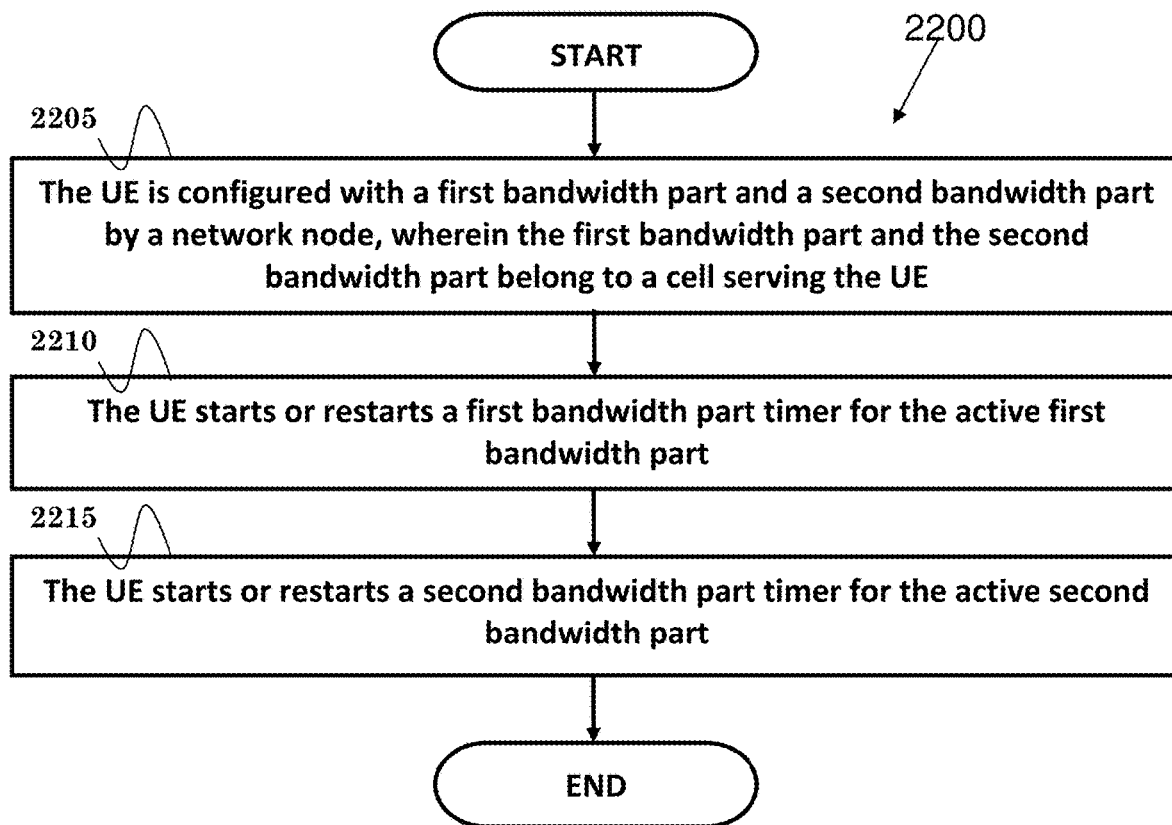 START
2200
2205
The UE is configured with a first bandwidth part and a second bandwidth part
by a network node, wherein the first bandwidth part and the second
bandwidth part belong to a cell serving the UE
2210
The UE starts or restarts a first bandwidth part timer for the active first
bandwidth part
2215
The UE starts or restarts a second bandwidth part timer for the active second
bandwidth part
END